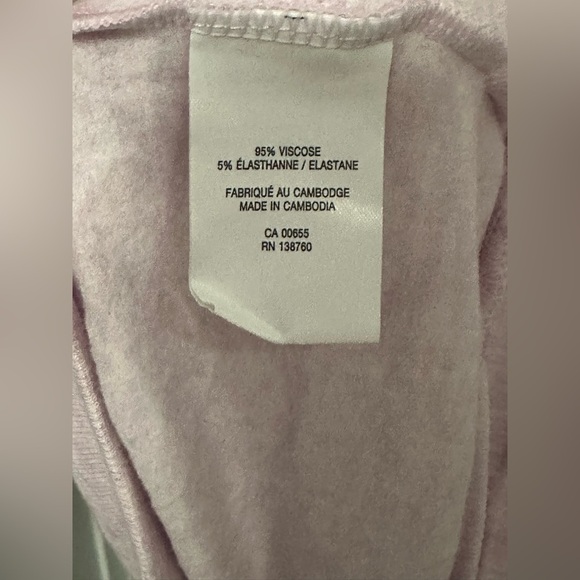 95% VISCOSE
5% ÉLASTHANNE / ELASTANE
FABRIQUÉ AU CAMBODGE
MADE IN CAMBODIA
CA 00655
RN 138760